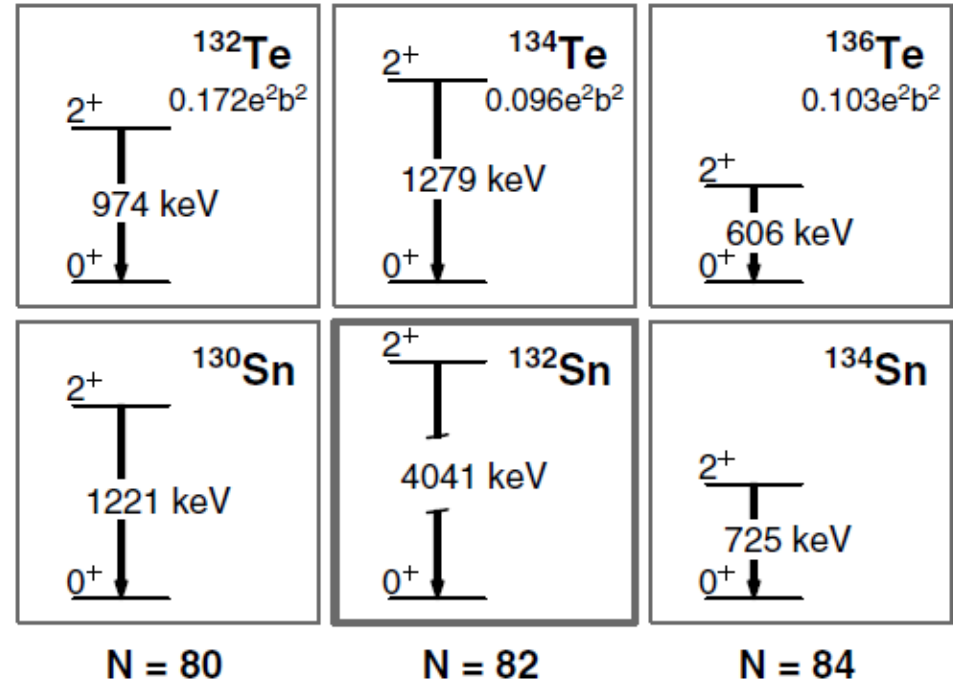 ¹³²Te
2⁺
0.172e²b²
974 keV
0⁺
¹³⁴Te
2⁺
0.096e²b²
1279 keV
0⁺
¹³⁶Te
0.103e²b²
2⁺
606 keV
0⁺
¹³⁰Sn
2⁺
1221 keV
0⁺
¹³²Sn
2⁺
4041 keV
0⁺
¹³⁴Sn
2⁺
725 keV
0⁺
N = 80
N = 82
N = 84